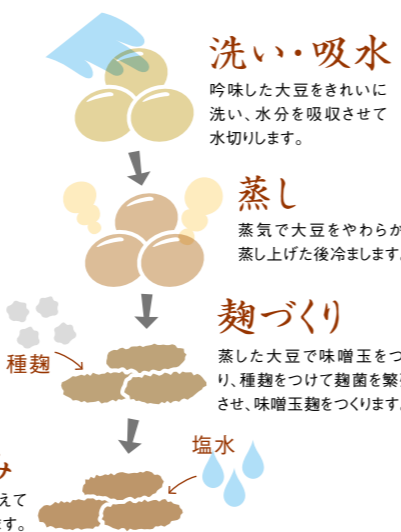 洗い・吸水
吟味した大豆をきれいに
洗い、水分を吸収させて
水切りします。
蒸し
蒸気で大豆をやわらか
蒸し上げた後冷まします。
麹づくり
蒸した大豆で味噌玉をつ
り、種麹をつけて麹菌を繁
させ、味噌玉麹をつくります。
種麹
塩水
み
えて
ます。